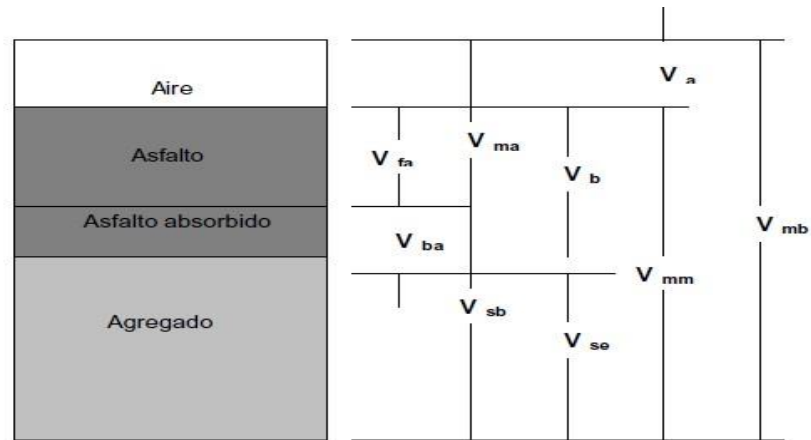 Aire
Asfalto
Asfalto absorbido
Agregado
V a
V fa
V ma
V b
V ba
V mb
V mm
V sb
V se